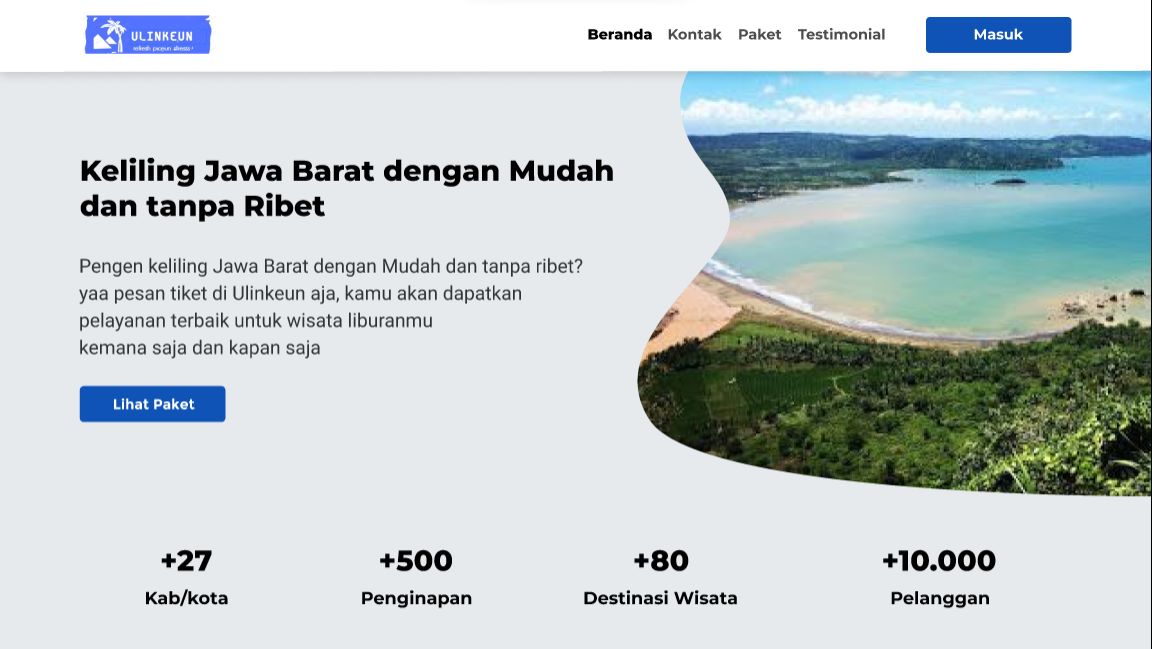 ULINKEUN
Beranda Kontak Paket Testimonial Masuk
Keliling Jawa Barat dengan Mudah
dan tanpa Ribet
Pengen keliling Jawa Barat dengan Mudah dan tanpa ribet?
yaa pesan tiket di Ulinkeun aja, kamu akan dapatkan
pelayanan terbaik untuk wisata liburanmu
kemana saja dan kapan saja
Lihat Paket
+27 +500 +80 +10.000
Kab/kota Penginapan Destinasi Wisata Pelanggan